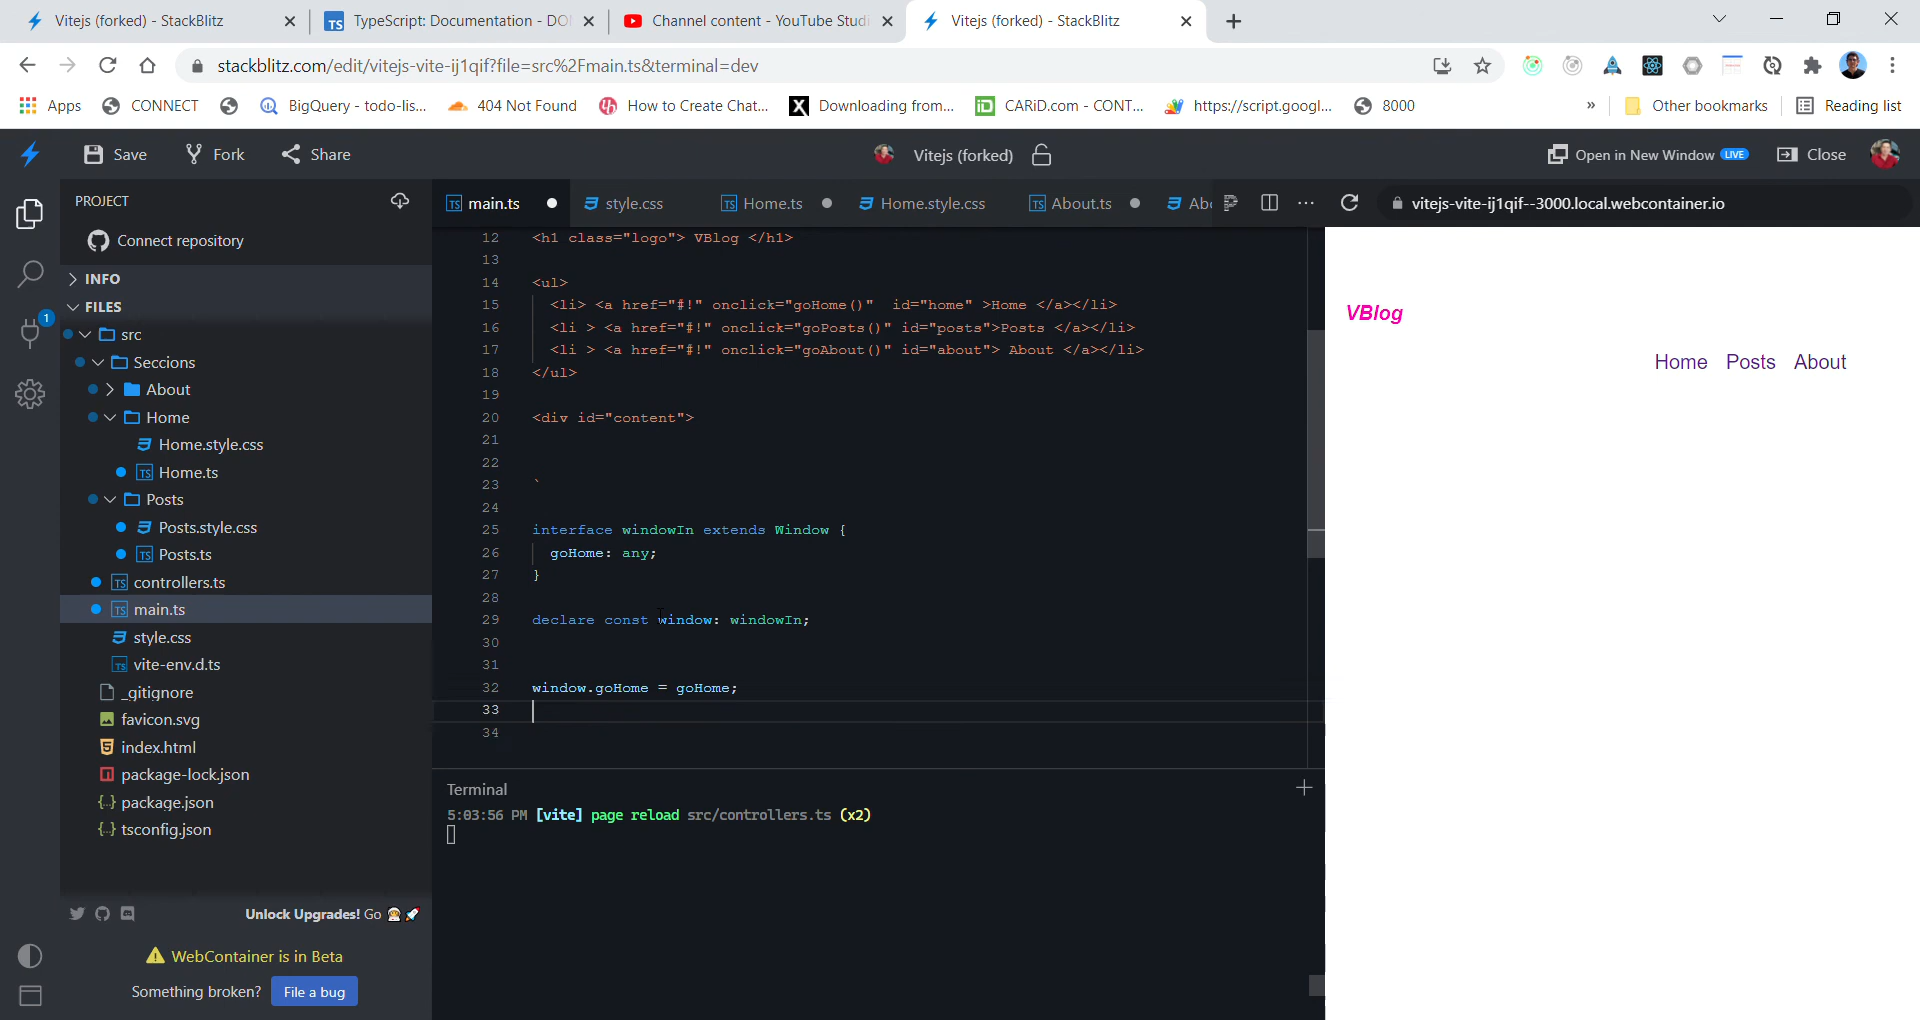 Vitejs (forked) - StackBlitz
TypeScript: Documentation - DO
Channel content - YouTube Studi
Vitejs (forked) - StackBlitz
stackblitz.com/edit/vitejs-vite-ij1qif?file=src%2Fmain.ts&terminal=dev
Apps
CONNECT
BigQuery - todo-lis...
404 Not Found
How to Create Chat...
Downloading from...
CARiD.com - CONT...
https://script.googl...
8000
»
Other bookmarks
Reading list
Save
Fork
Share
Vitejs (forked)
Open in New Window LIVE
Close
PROJECT
Connect repository
INFO
FILES
1
src
Seccions
About
Home
Home.style.css
Home.ts
Posts
Posts.style.css
Posts.ts
controllers.ts
main.ts
style.css
vite-env.d.ts
_gitignore
favicon.svg
index.html
package-lock.json
package.json
tsconfig.json
Unlock Upgrades! Go
WebContainer is in Beta
Something broken? File a bug
main.ts
style.css
Home.ts
Home.style.css
About.ts
Abo
vitejs-vite-ij1qif--3000.local.webcontainer.io
12 <h1 class="logo"> VBlog </h1>
13
14 <ul>
15 <li> <a href="#!" onclick="goHome()"  id="home" >Home </a></li>
16 <li > <a href="#!" onclick="goPosts()" id="posts">Posts </a></li>
17 <li > <a href="#!" onclick="goAbout()" id="about"> About </a></li>
18 </ul>
19
20 <div id="content">
21
22
23 `
24
25 interface windowIn extends Window {
26 goHome: any;
27 }
28
29 declare const window: windowIn;
30
31
32 window.goHome = goHome;
33
34
Terminal
5:03:56 PM [vite] page reload src/controllers.ts (x2)
VBlog
Home Posts About